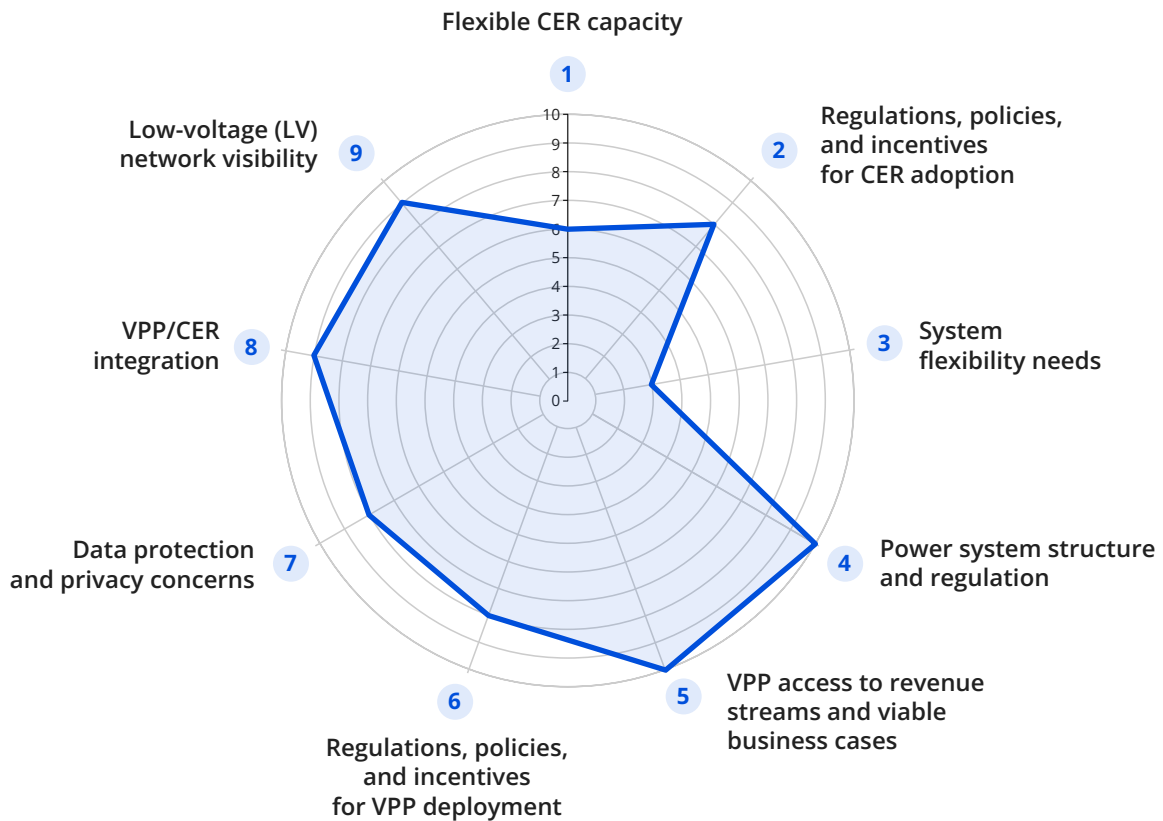 Flexible CER capacity
1
10
9
8
7
6
5
4
3
2
1
0
Regulations, policies,
and incentives
for CER adoption
2
System
flexibility needs
3
Power system structure
and regulation
4
VPP access to revenue
streams and viable
business cases
5
6
Regulations, policies,
and incentives
for VPP deployment
Data protection
and privacy concerns
7
VPP/CER
integration
8
Low-voltage (LV)
network visibility
9